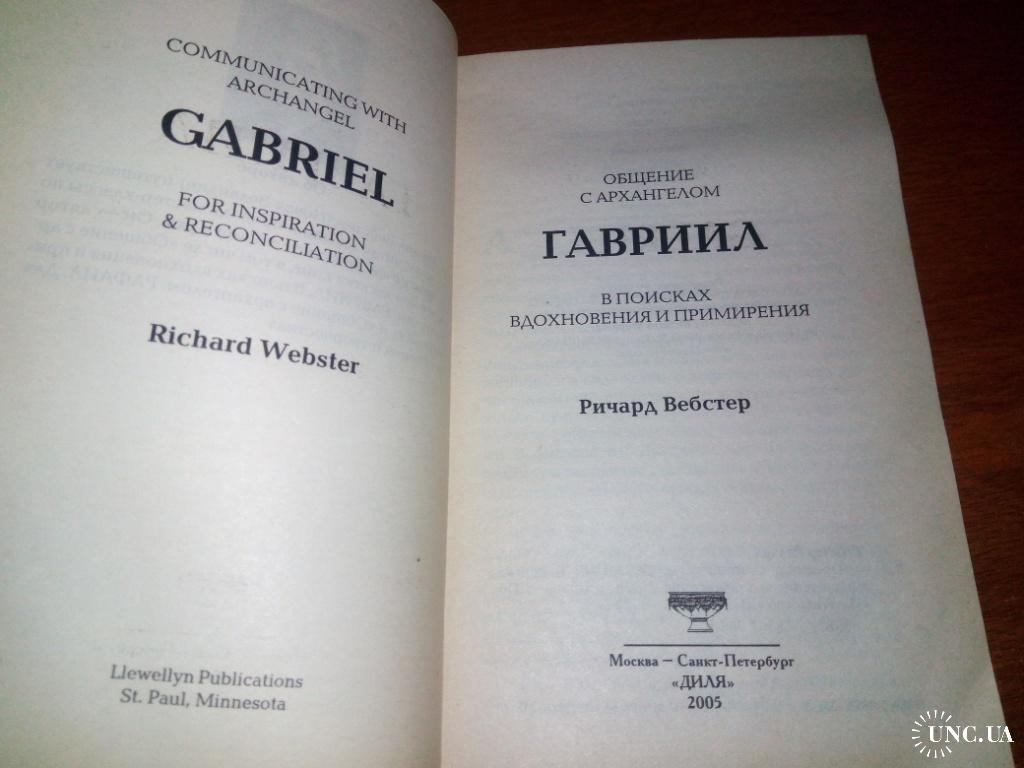 COMMUNICATING WITH
ARCHANGEL
GABRIEL
FOR INSPIRATION
& RECONCILIATION
Richard Webster
Llewellyn Publications
St. Paul, Minnesota
ОБЩЕНИЕ
С АРХАНГЕЛОМ
ГАВРИИЛ
В ПОИСКАХ
ВДОХНОВЕНИЯ И ПРИМИРЕНИЯ
Ричард Вебстер
Москва – Санкт-Петербург
«ДИЛЯ»
2005
UNC.UA